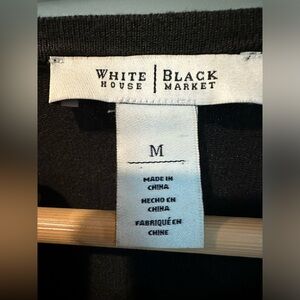 WHITE | BLACK
HOUSE | MARKET
M
MADE IN
CHINA
HECHO EN
CHINA
FABRIQUÉ EN
CHINE